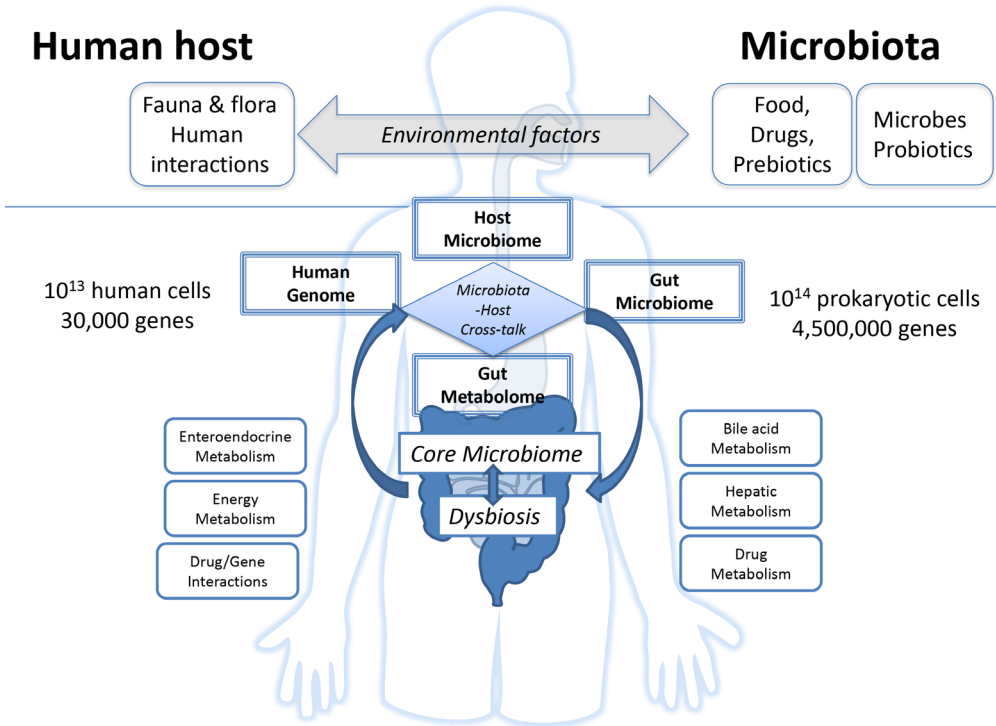 Human host
Microbiota
Fauna & flora
Human
interactions
Environmental factors
Food,
Drugs,
Prebiotics
Microbes
Probiotics
Host
Microbiome
Human
Genome
Microbiota
-Host
Cross-talk
Gut
Microbiome
10¹³ human cells
30,000 genes
10¹⁴ prokaryotic cells
4,500,000 genes
Gut
Metabolome
Core Microbiome
Dysbiosis
Enteroendocrine
Metabolism
Energy
Metabolism
Drug/Gene
Interactions
Bile acid
Metabolism
Hepatic
Metabolism
Drug
Metabolism